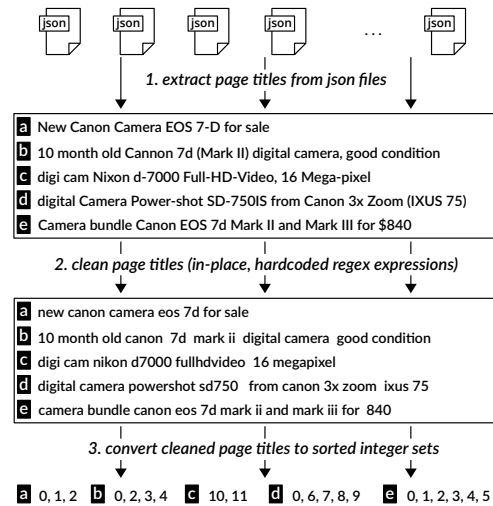 json json json json ... json
1. extract page titles from json files
a New Canon Camera EOS 7-D for sale
b 10 month old Cannon 7d (Mark II) digital camera, good condition
c digi cam Nixon d-7000 Full-HD-Video, 16 Mega-pixel
d digital Camera Power-shot SD-750IS from Canon 3x Zoom (IXUS 75)
e Camera bundle Canon EOS 7d Mark II and Mark III for $840
2. clean page titles (in-place, hardcoded regex expressions)
a new canon camera eos 7d for sale
b 10 month old canon 7d mark ii digital camera good condition
c digi cam nikon d7000 fullhdvideo 16 megapixel
d digital camera powershot sd750 from canon 3x zoom ixus 75
e camera bundle canon eos 7d mark ii and mark iii for 840
3. convert cleaned page titles to sorted integer sets
a 0, 1, 2 b 0, 2, 3, 4 c 10, 11 d 0, 6, 7, 8, 9 e 0, 1, 2, 3, 4, 5